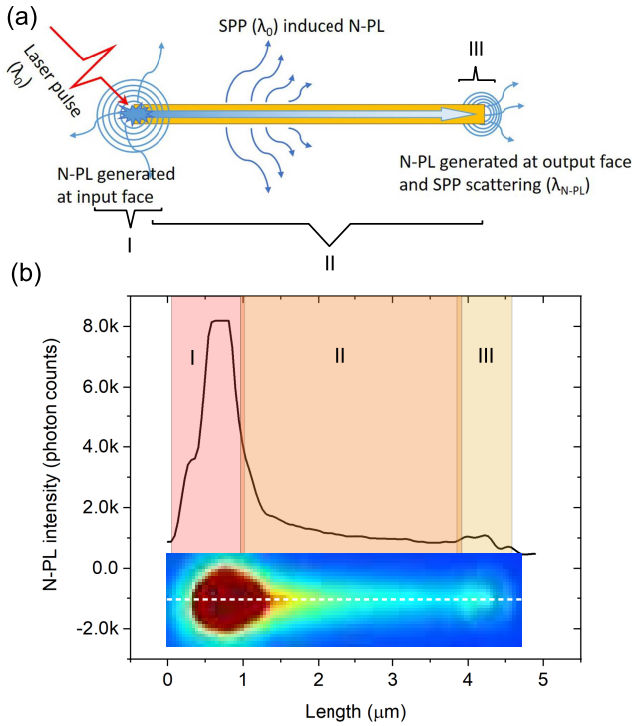 (a)
SPP (λ₀) induced N-PL
III
Laser pulse
(λ₀)
N-PL generated
at input face
N-PL generated at output face
and SPP scattering (λN-PL)
I
II
(b)
8.0k
6.0k
4.0k
2.0k
0.0
-2.0k
N-PL intensity (photon counts)
I
II
III
0
1
2
3
4
5
Length (μm)